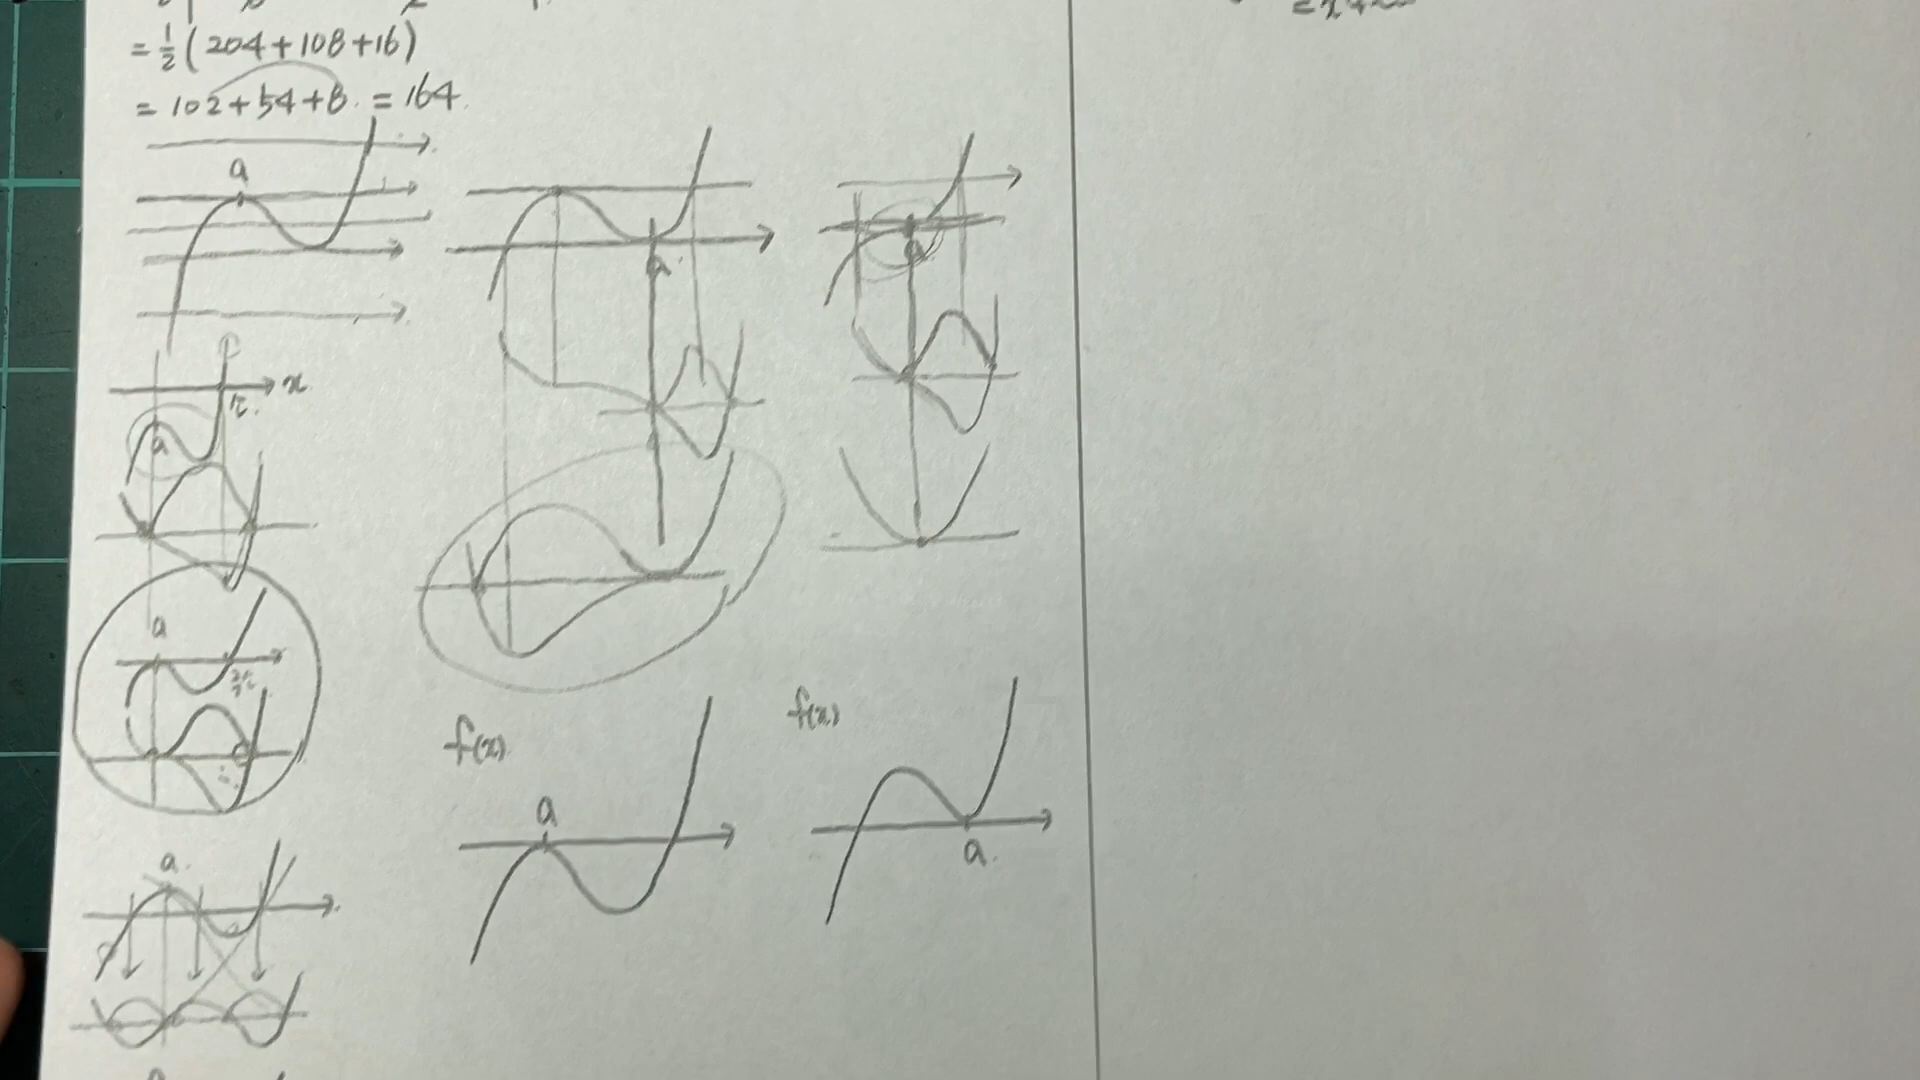 = 1/2 (204+108+16)
= 102+54+8 = 164
a
a
a
x
a
a
f(x)
f(x)
a
a
a